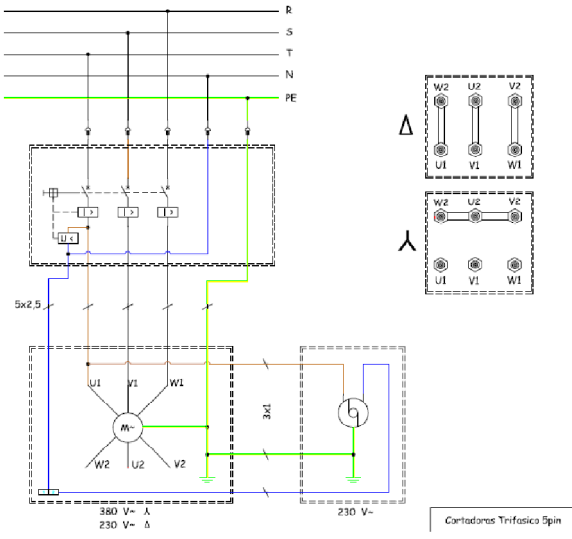 R
S
T
N
PE
W2 U2 V2
Δ
U1 V1 W1
W2 U2 V2
U1 V1 W1
I> I> I>
U<
5x2,5
U1 V1 W1
M~
W2 U2 V2
3x1
380 V~ ⅄
230 V~ Δ
230 V~
Cortadoras Trifasico 5pin